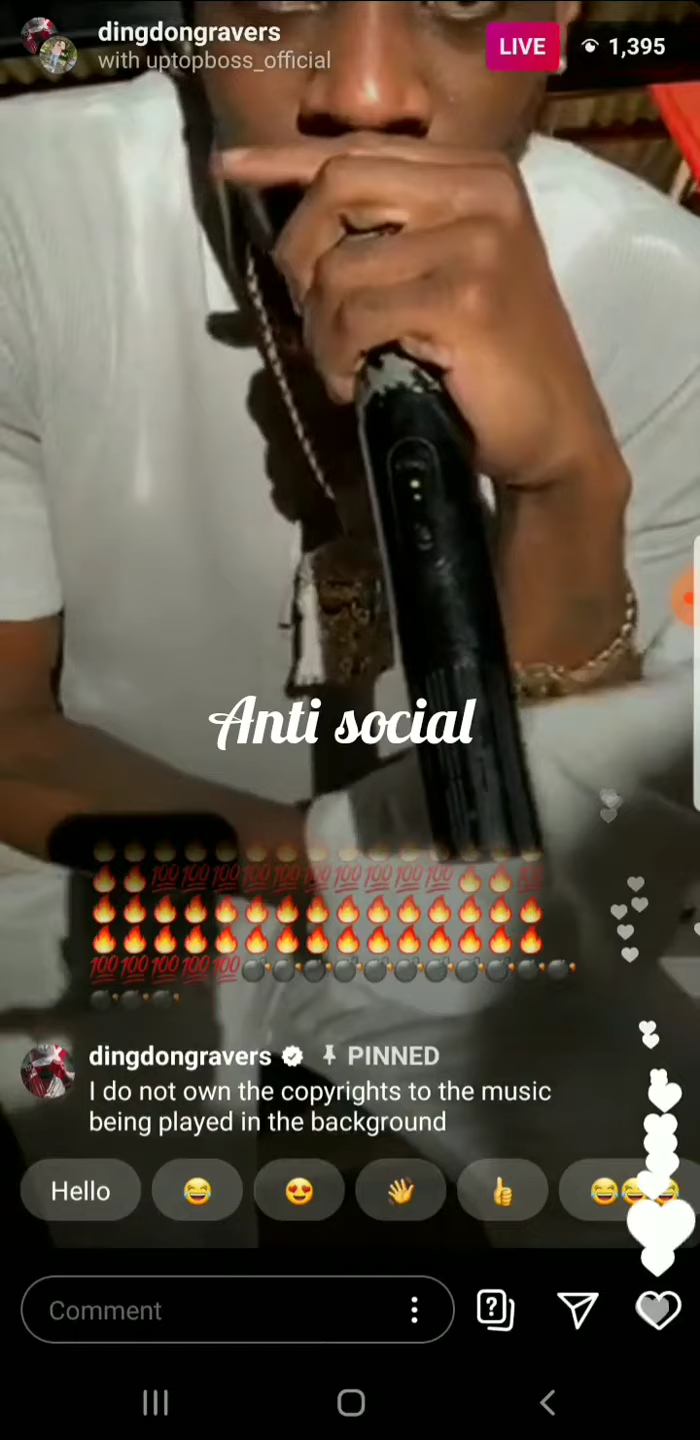 dingdongravers
with uptopboss_official
LIVE
1,395
Anti social
🔥🔥💯💯💯💯💯💯💯💯💯💯🔥🔥💯
🔥🔥🔥🔥🔥🔥🔥🔥🔥🔥🔥🔥🔥🔥🔥
🔥🔥🔥🔥🔥🔥🔥🔥🔥🔥🔥🔥🔥🔥🔥
💯💯💯💯💯💣💣💣💣💣💣💣💣💣💣💣
💣💣💣
dingdongravers PINNED
I do not own the copyrights to the music
being played in the background
Hello 😂 😍 👋 👍 😂😂😂
Comment